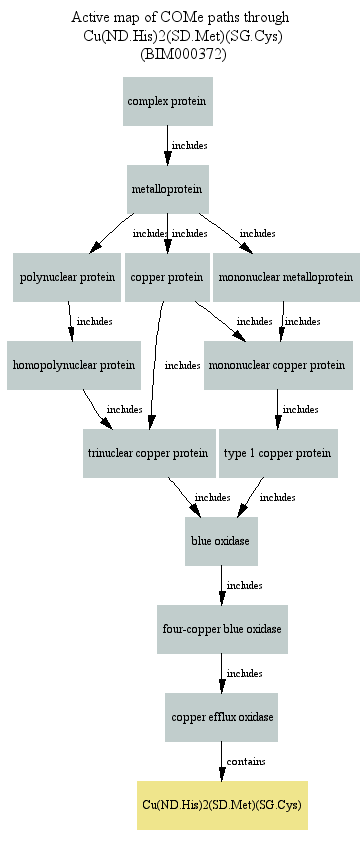 Active map of COMe paths through
Cu(ND.His)2(SD.Met)(SG.Cys)
(BIM000372)
complex protein
includes
metalloprotein
includes includes includes
polynuclear protein copper protein mononuclear metalloprotein
includes includes includes
homopolynuclear protein mononuclear copper protein
includes
includes includes
trinuclear copper protein type 1 copper protein
includes includes
blue oxidase
includes
four-copper blue oxidase
includes
copper efflux oxidase
contains
Cu(ND.His)2(SD.Met)(SG.Cys)